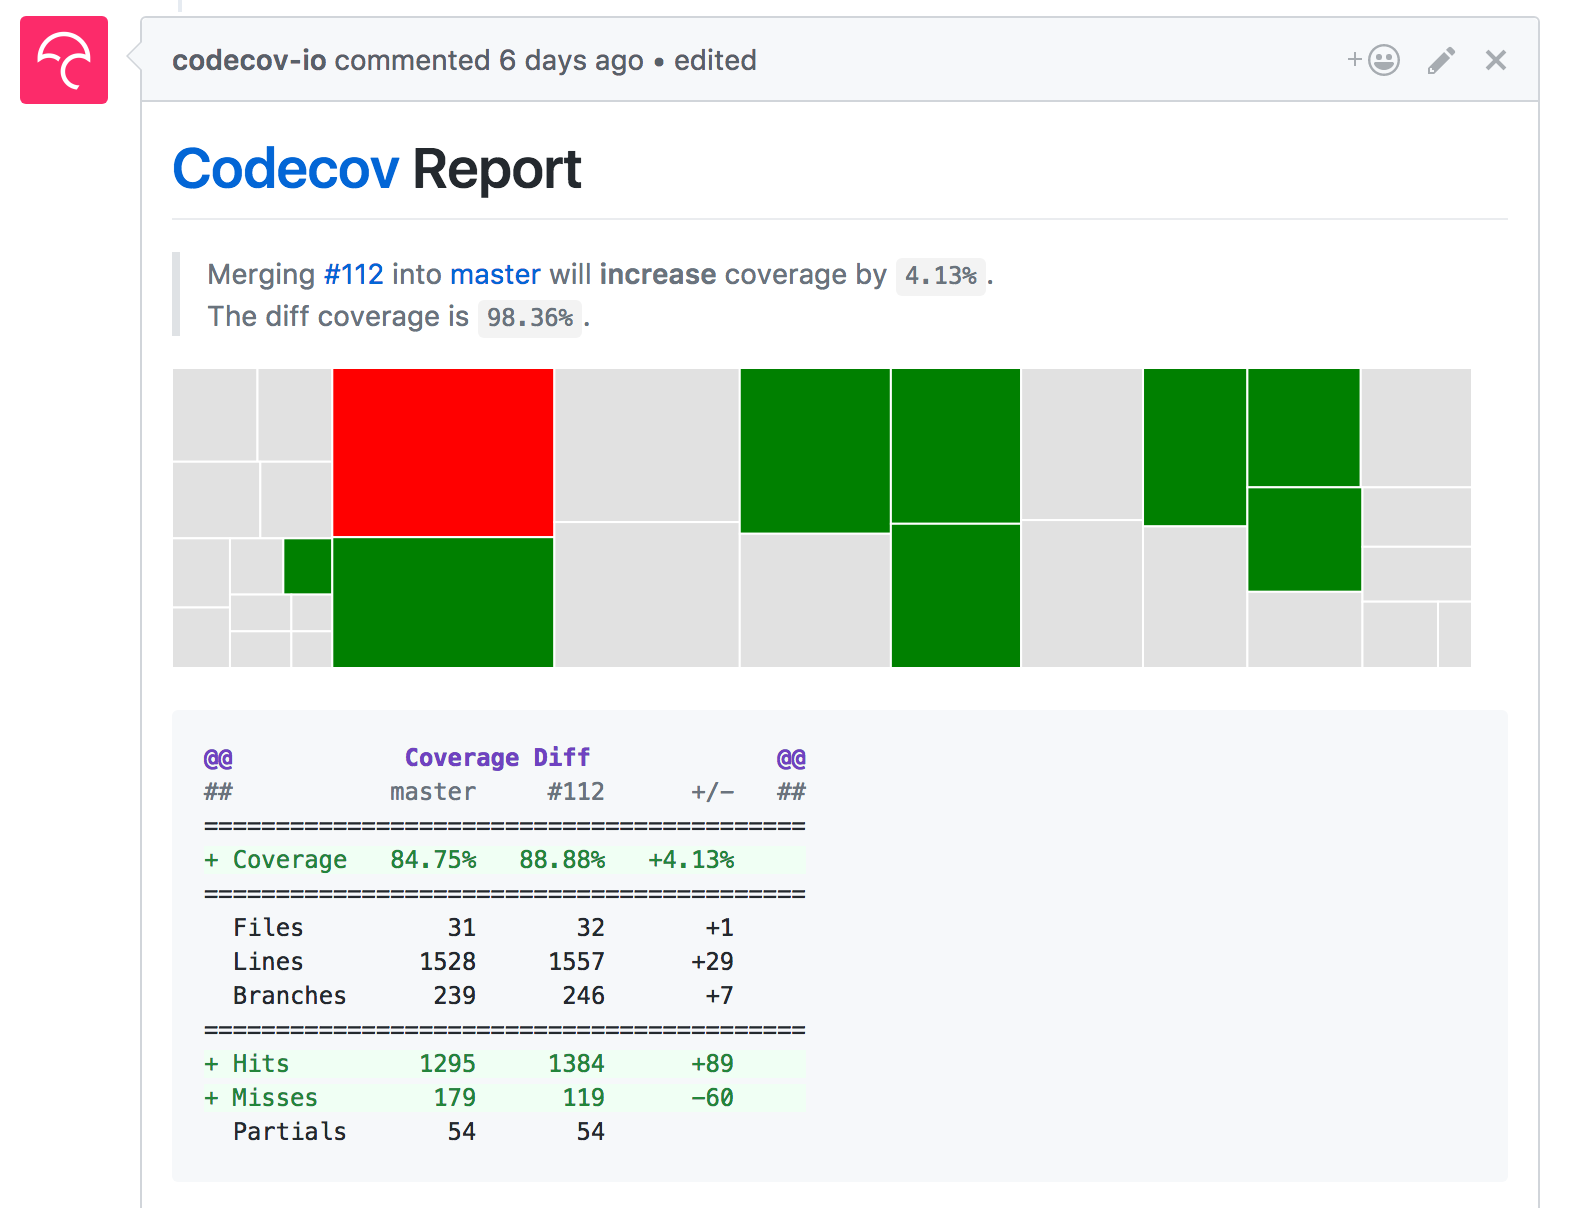 codecov-io commented 6 days ago • edited
Codecov Report
Merging #112 into master will increase coverage by 4.13%.
The diff coverage is 98.36%.
@@             Coverage Diff             @@
##           master     #112      +/-   ##
==========================================
+ Coverage   84.75%   88.88%   +4.13%
==========================================
  Files          31       32       +1
  Lines        1528     1557      +29
  Branches      239      246       +7
==========================================
+ Hits         1295     1384      +89
+ Misses        179      119      -60
  Partials       54       54